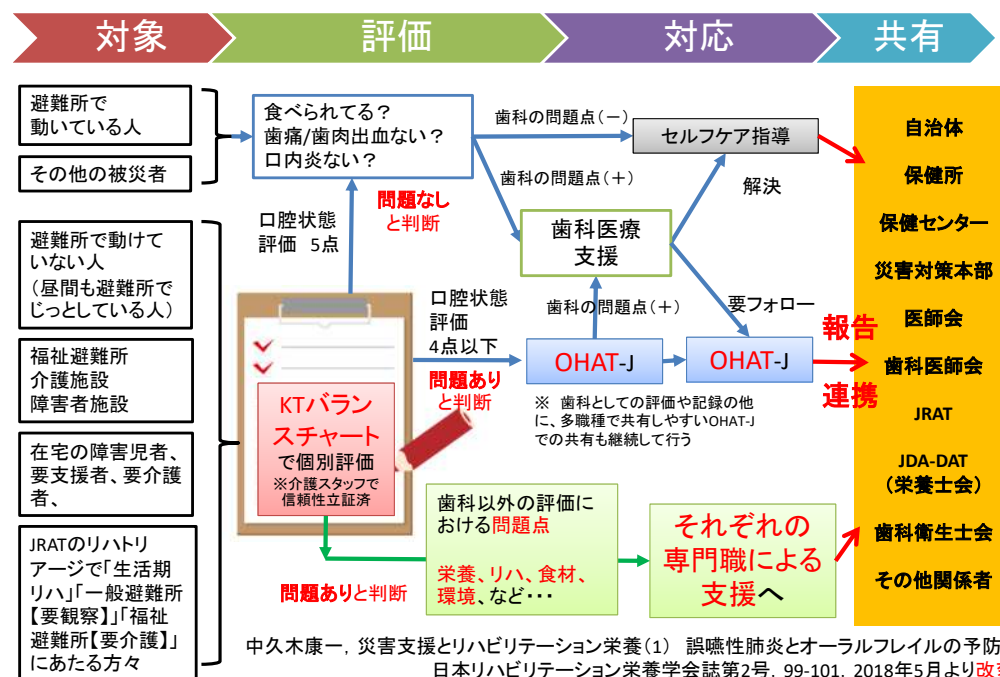 対象
評価
対応
共有
避難所で
動いている人
その他の被災者
避難所で動けて
いない人
(昼間も避難所で
じっとしている人)
福祉避難所
介護施設
障害者施設
在宅の障害児者、
要支援者、要介護
者、
JRATのリハトリ
アージで「生活期
リハ」「一般避難所
【要観察】」「福祉
避難所【要介護】」
にあたる方々
食べられてる?
歯痛/歯肉出血ない?
口内炎ない?
口腔状態
評価 5点
問題なし
と判断
KTバラン
スチャート
で個別評価
※介護スタッフで
信頼性立証済
口腔状態
評価
4点以下
問題あり
と判断
問題ありと判断
歯科の問題点(-)
歯科の問題点(+)
セルフケア指導
解決
歯科医療
支援
歯科の問題点(+)
要フォロー
OHAT-J
OHAT-J
※ 歯科としての評価や記録の他
に、多職種で共有しやすいOHAT-J
での共有も継続して行う
歯科以外の評価に
おける問題点
栄養、リハ、食材、
環境、など・・・
それぞれの
専門職による
支援へ
報告
連携
自治体
保健所
保健センター
災害対策本部
医師会
歯科医師会
JRAT
JDA-DAT
(栄養士会)
歯科衛生士会
その他関係者
中久木康一, 災害支援とリハビリテーション栄養(1) 誤嚥性肺炎とオーラルフレイルの予防
日本リハビリテーション栄養学会誌第2号, 99-101, 2018年5月より